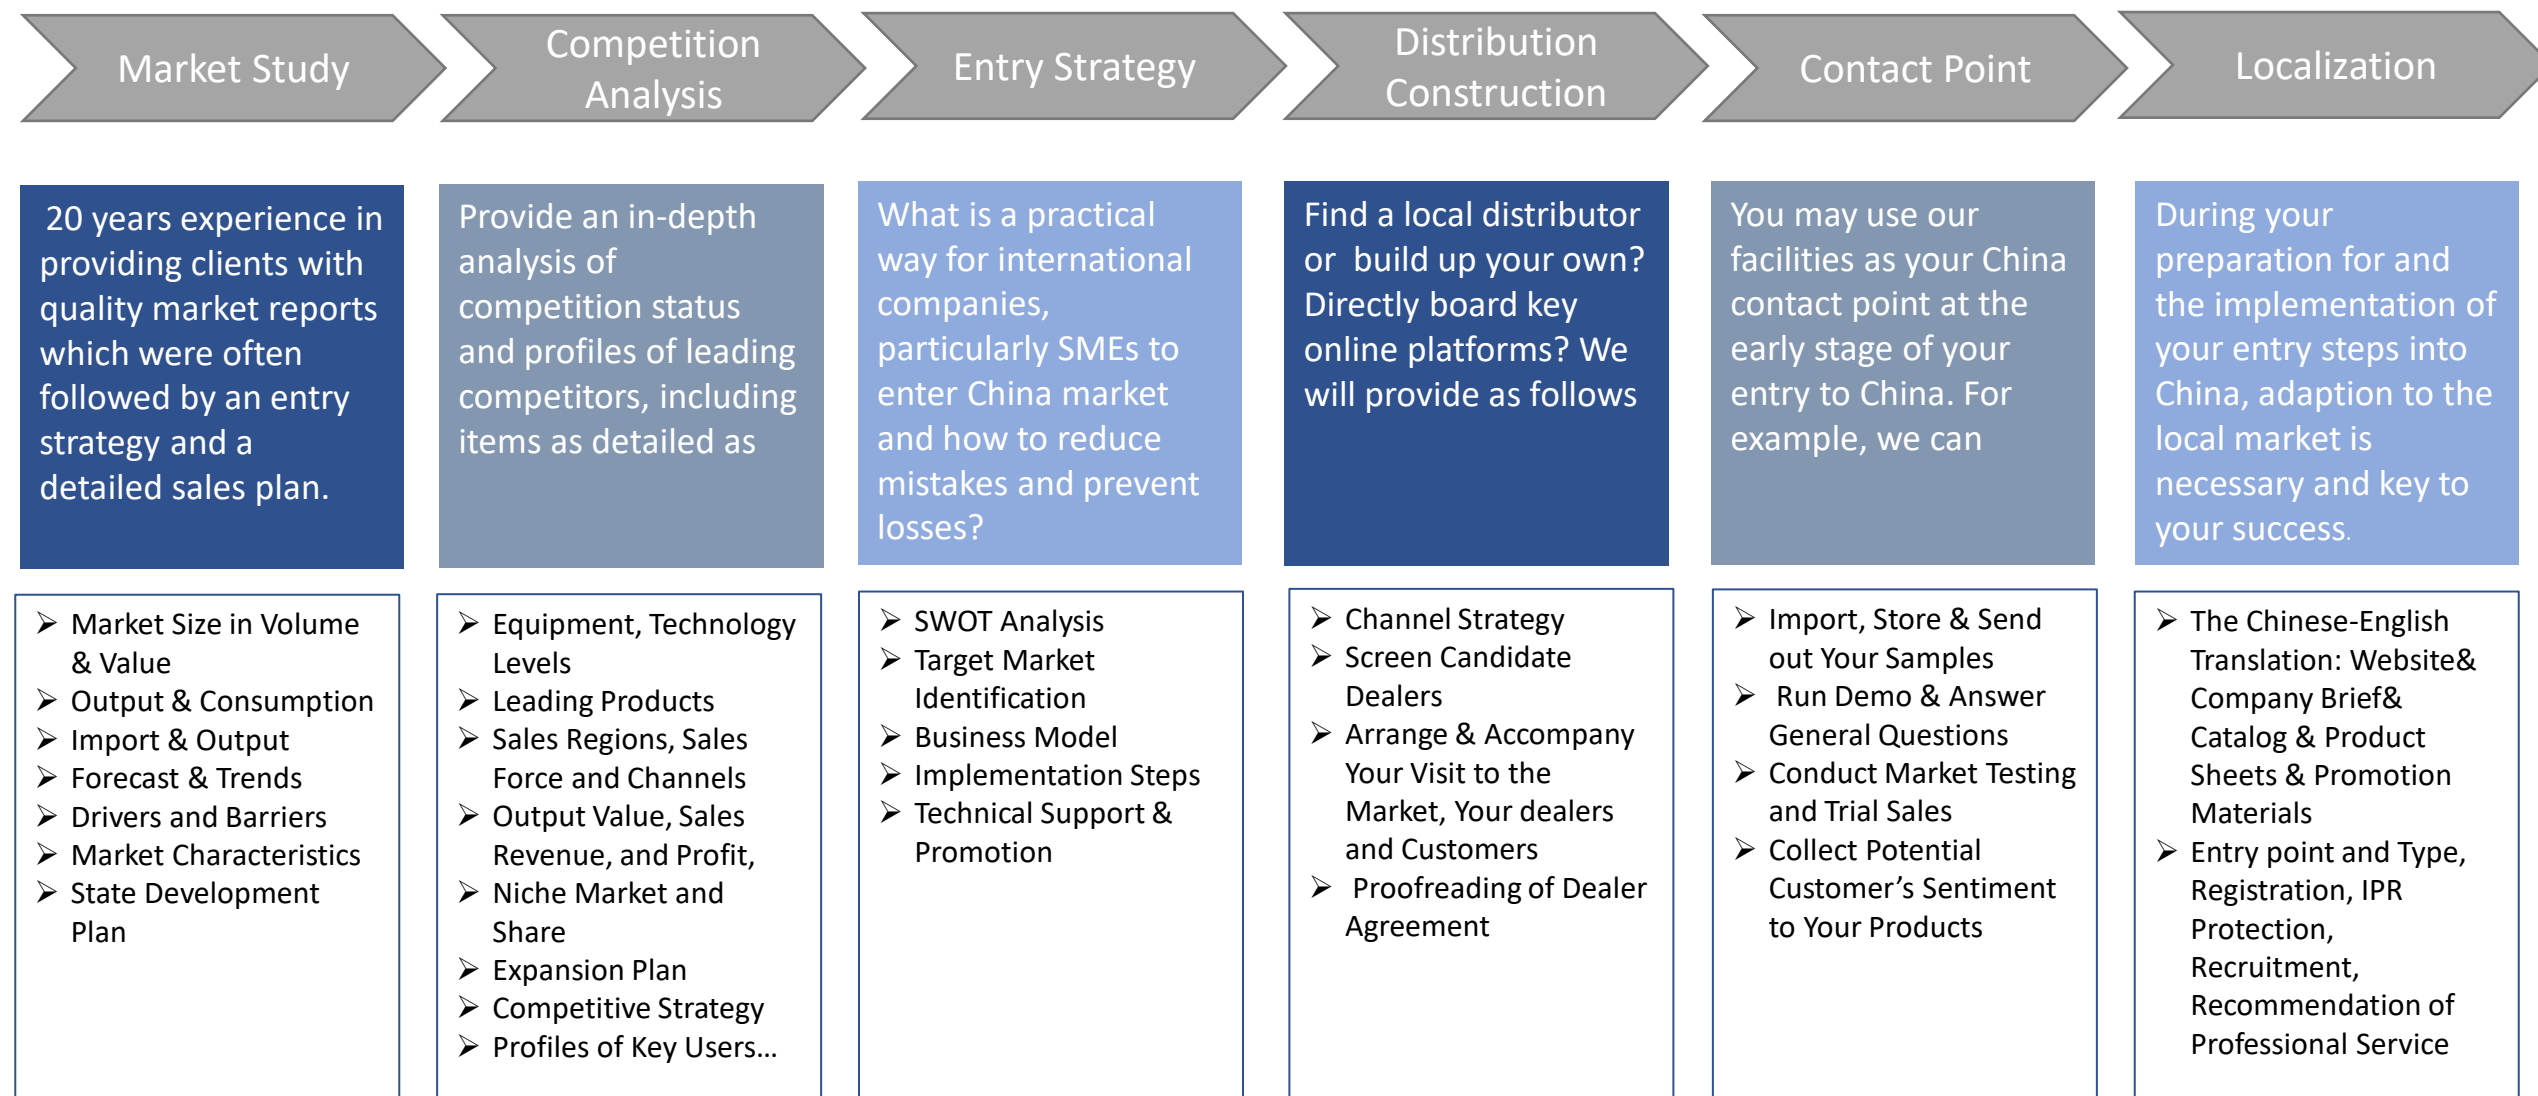 Market Study
Competition
Analysis
Entry Strategy
Distribution
Construction
Contact Point
Localization
20 years experience in
providing clients with
quality market reports
which were often
followed by an entry
strategy and a
detailed sales plan.
Provide an in-depth
analysis of
competition status
and profiles of leading
competitors, including
items as detailed as
What is a practical
way for international
companies,
particularly SMEs to
enter China market
and how to reduce
mistakes and prevent
losses?
Find a local distributor
or build up your own?
Directly board key
online platforms? We
will provide as follows
You may use our
facilities as your China
contact point at the
early stage of your
entry to China. For
example, we can
During your
preparation for and
the implementation of
your entry steps into
China, adaption to the
local market is
necessary and key to
your success.
➢ Market Size in Volume
& Value
➢ Output & Consumption
➢ Import & Output
➢ Forecast & Trends
➢ Drivers and Barriers
➢ Market Characteristics
➢ State Development
Plan
➢ Equipment, Technology
Levels
➢ Leading Products
➢ Sales Regions, Sales
Force and Channels
➢ Output Value, Sales
Revenue, and Profit,
➢ Niche Market and
Share
➢ Expansion Plan
➢ Competitive Strategy
➢ Profiles of Key Users…
➢ SWOT Analysis
➢ Target Market
Identification
➢ Business Model
➢ Implementation Steps
➢ Technical Support &
Promotion
➢ Channel Strategy
➢ Screen Candidate
Dealers
➢ Arrange & Accompany
Your Visit to the
Market, Your dealers
and Customers
➢ Proofreading of Dealer
Agreement
➢ Import, Store & Send
out Your Samples
➢ Run Demo & Answer
General Questions
➢ Conduct Market Testing
and Trial Sales
➢ Collect Potential
Customer’s Sentiment
to Your Products
➢ The Chinese-English
Translation: Website&
Company Brief&
Catalog & Product
Sheets & Promotion
Materials
➢ Entry point and Type,
Registration, IPR
Protection,
Recruitment,
Recommendation of
Professional Service